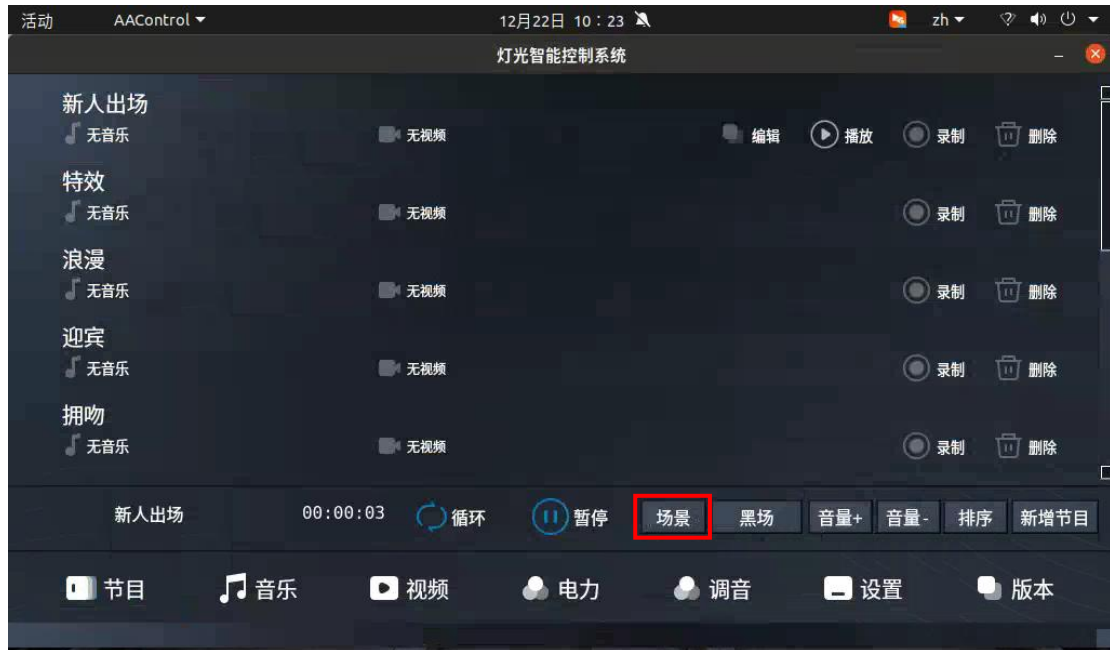 活动 AAControl 12月22日 10：23 zh
灯光智能控制系统
新人出场
无音乐 无视频 编辑 播放 录制 删除
特效
无音乐 无视频 录制 删除
浪漫
无音乐 无视频 录制 删除
迎宾
无音乐 无视频 录制 删除
拥吻
无音乐 无视频 录制 删除
新人出场 00:00:03 循环 暂停 场景 黑场 音量+ 音量- 排序 新增节目
节目 音乐 视频 电力 调音 设置 版本